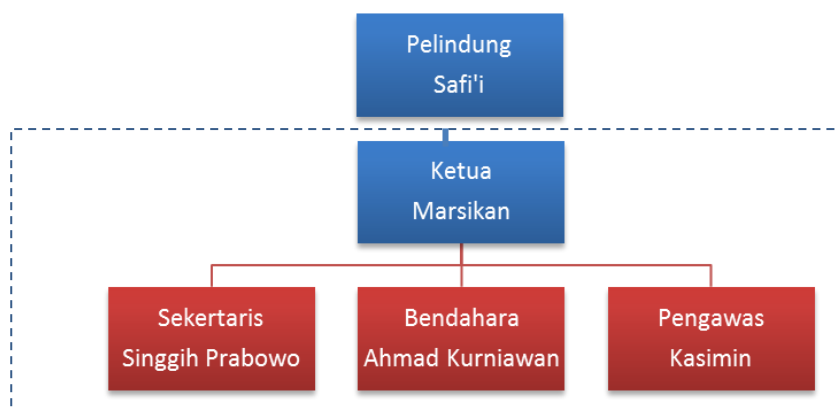 Pelindung
Safi'i
Ketua
Marsikan
Sekertaris
Singgih Prabowo
Bendahara
Ahmad Kurniawan
Pengawas
Kasimin